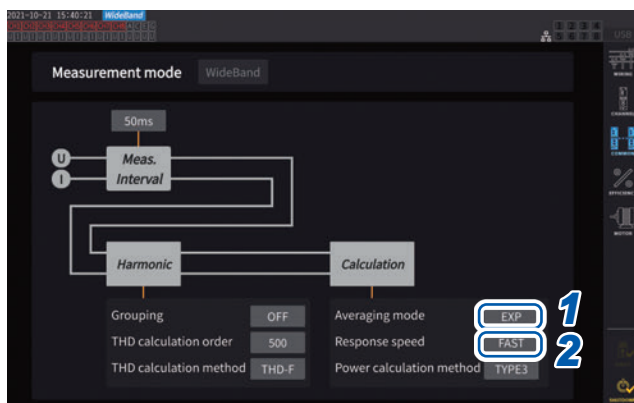 2021-10-21 15:40:21 WideBand
USB
Measurement mode WideBand
WIRING
CHANNEL
50ms
U
I
Meas.
Interval
COMMON
EFFICIENCY
MOTOR
Harmonic
Calculation
Grouping OFF
THD calculation order 500
THD calculation method THD-F
Averaging mode EXP 1
Response speed FAST 2
Power calculation method TYPE3